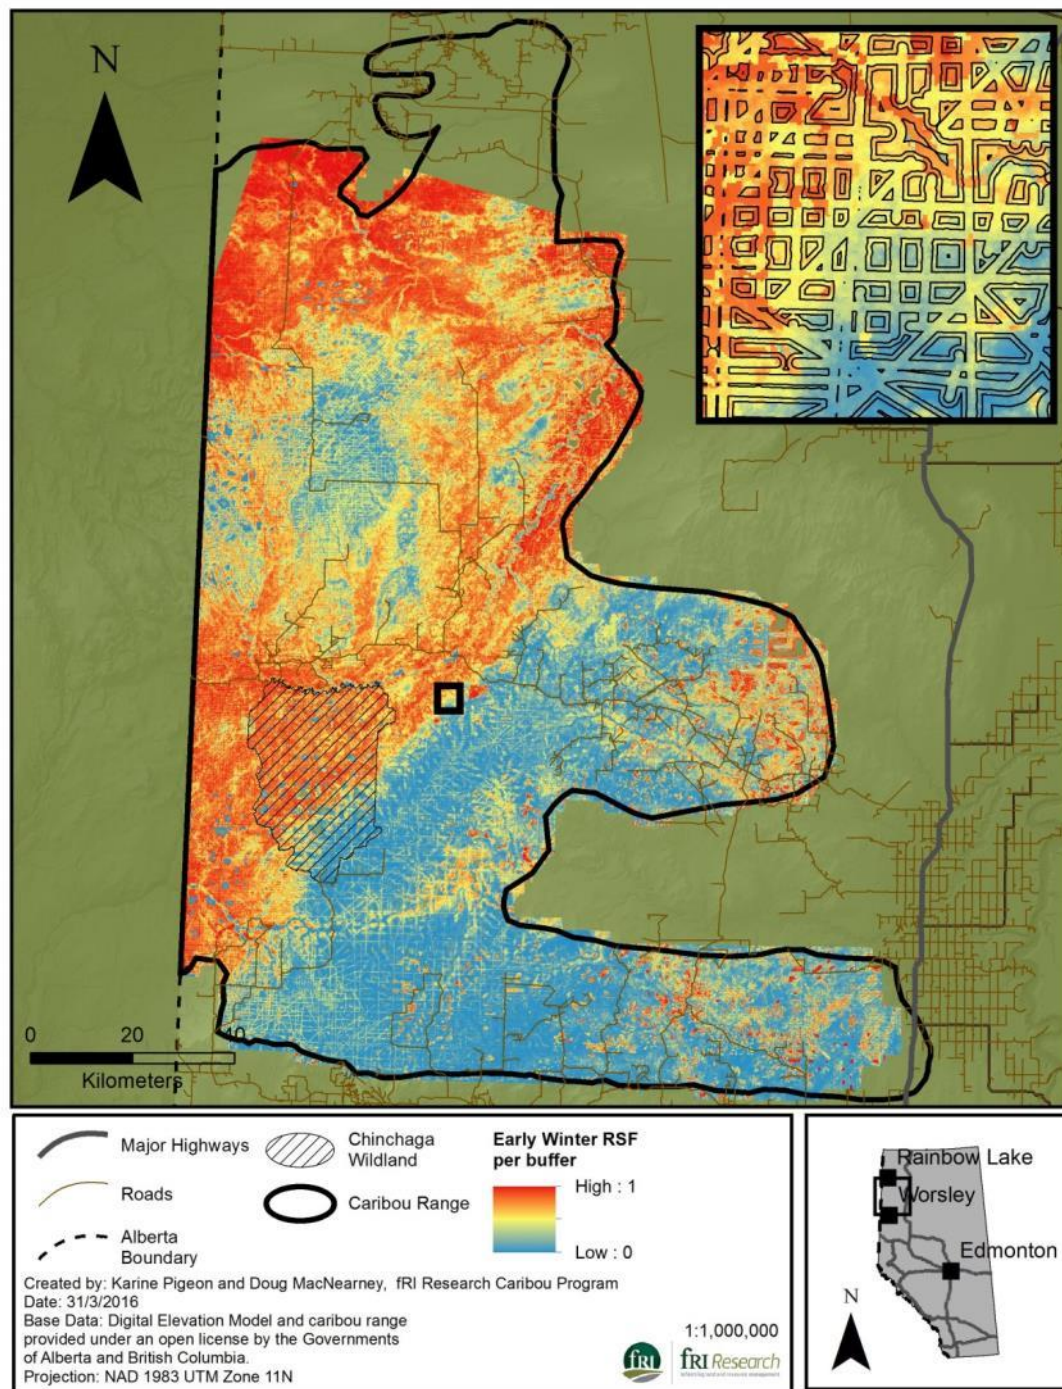 N
0 20 40
Kilometers
Major Highways
Roads
Alberta
Boundary
Chinchaga
Wildland
Caribou Range
Early Winter RSF
per buffer
High : 1
Low : 0
Created by: Karine Pigeon and Doug MacNearney, fRI Research Caribou Program
Date: 31/3/2016
Base Data: Digital Elevation Model and caribou range
provided under an open license by the Governments
of Alberta and British Columbia.
Projection: NAD 1983 UTM Zone 11N
1:1,000,000
fRI
fRI Research
Rainbow Lake
Worsley
Edmonton
N